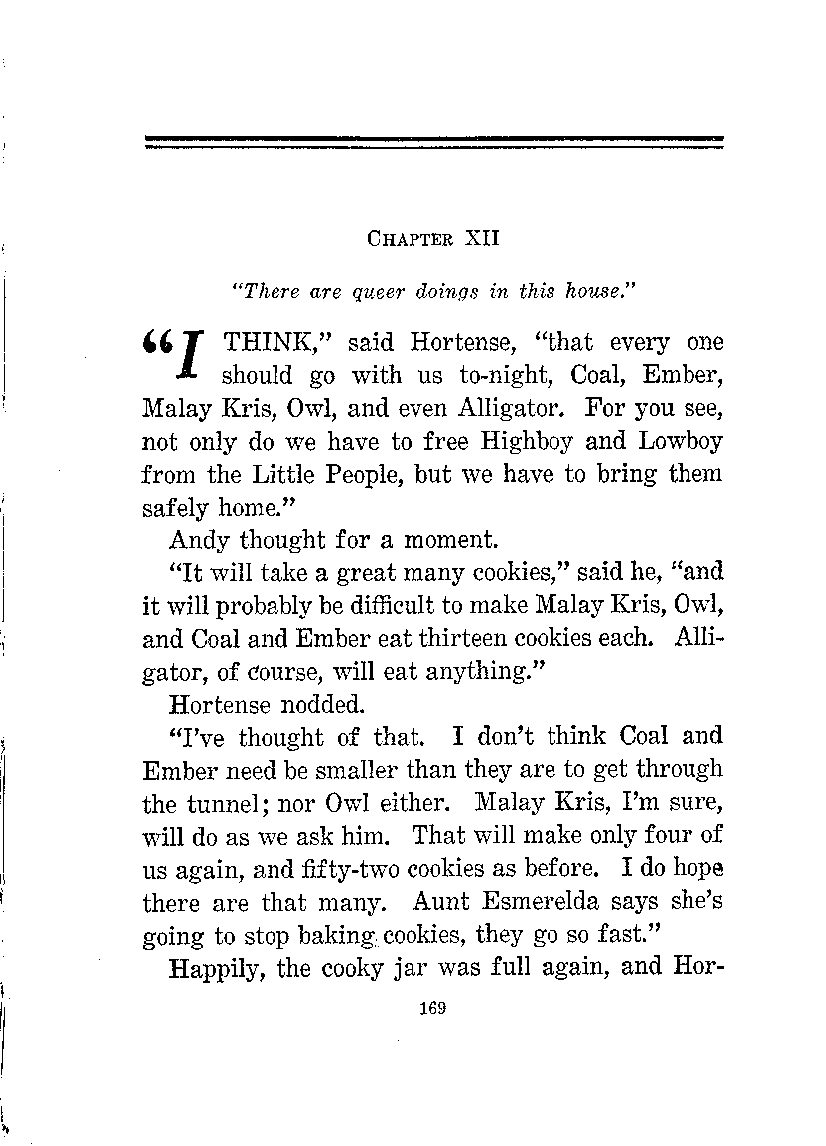 CHAPTER XII
"There are queer doings in this house."
"I THINK," said Hortense, "that every one
should go with us to-night, Coal, Ember,
Malay Kris, Owl, and even Alligator. For you see,
not only do we have to free Highboy and Lowboy
from the Little People, but we have to bring them
safely home."
Andy thought for a moment.
"It will take a great many cookies," said he, "and
it will probably be difficult to make Malay Kris, Owl,
and Coal and Ember eat thirteen cookies each. Alli-
gator, of course, will eat anything."
Hortense nodded.
"I've thought of that. I don't think Coal and
Ember need be smaller than they are to get through
the tunnel; nor Owl either. Malay Kris, I'm sure,
will do as we ask him. That will make only four of
us again, and fifty-two cookies as before. I do hope
there are that many. Aunt Esmerelda says she's
going to stop baking cookies, they go so fast."
Happily, the cooky jar was full again, and Hor-
169